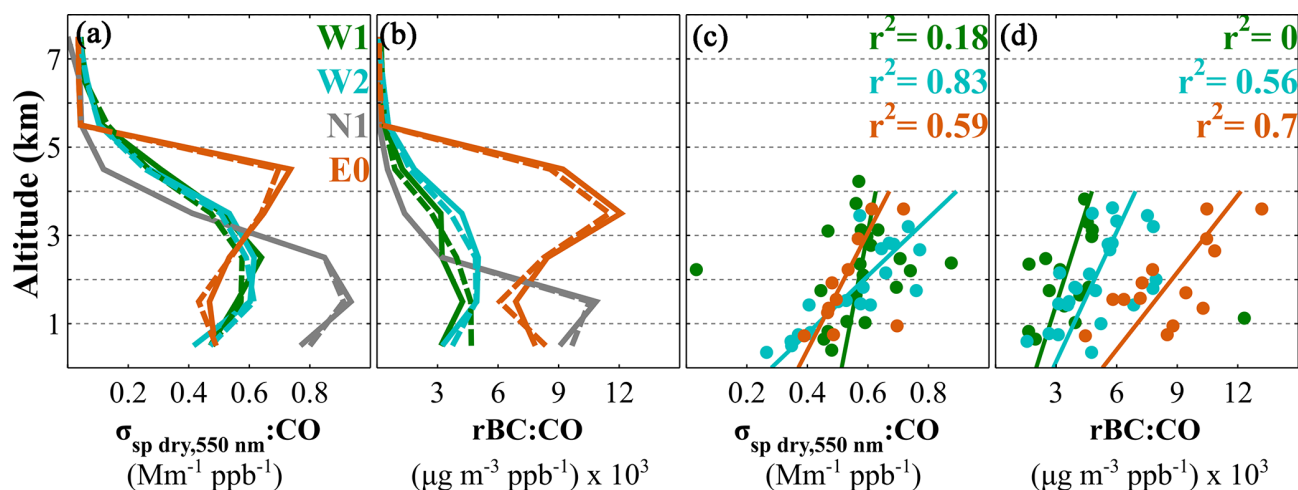 (a)
W1
W2
N1
E0
(b)
(c)
r²= 0.18
r²= 0.83
r²= 0.59
(d)
r²= 0
r²= 0.56
r²= 0.7
Altitude (km)
7
5
3
1
0.2 0.4 0.6 0.8
3 6 9 12
0.2 0.4 0.6 0.8
3 6 9 12
σsp dry,550 nm:CO
(Mm⁻¹ ppb⁻¹)
rBC:CO
(μg m⁻³ ppb⁻¹) x 10³
σsp dry,550 nm:CO
(Mm⁻¹ ppb⁻¹)
rBC:CO
(μg m⁻³ ppb⁻¹) x 10³